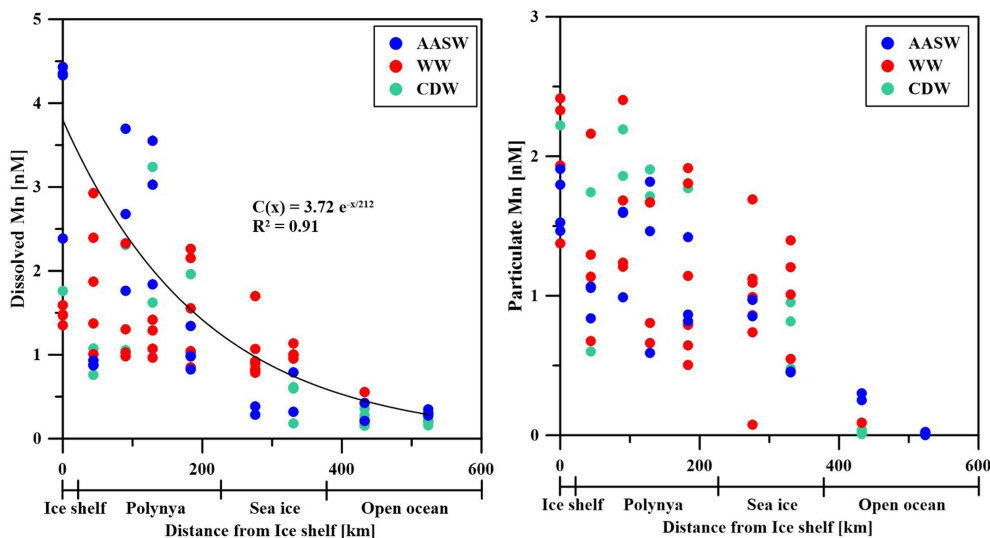 Dissolved Mn [nM]
5
4
3
2
1
0
AASW
WW
CDW
C(x) = 3.72 e-x/212
R2 = 0.91
0 200 400 600
Ice shelf Polynya Sea ice Open ocean
Distance from Ice shelf [km]
Particulate Mn [nM]
3
2
1
0
AASW
WW
CDW
0 200 400 600
Ice shelf Polynya Sea ice Open ocean
Distance from Ice shelf [km]